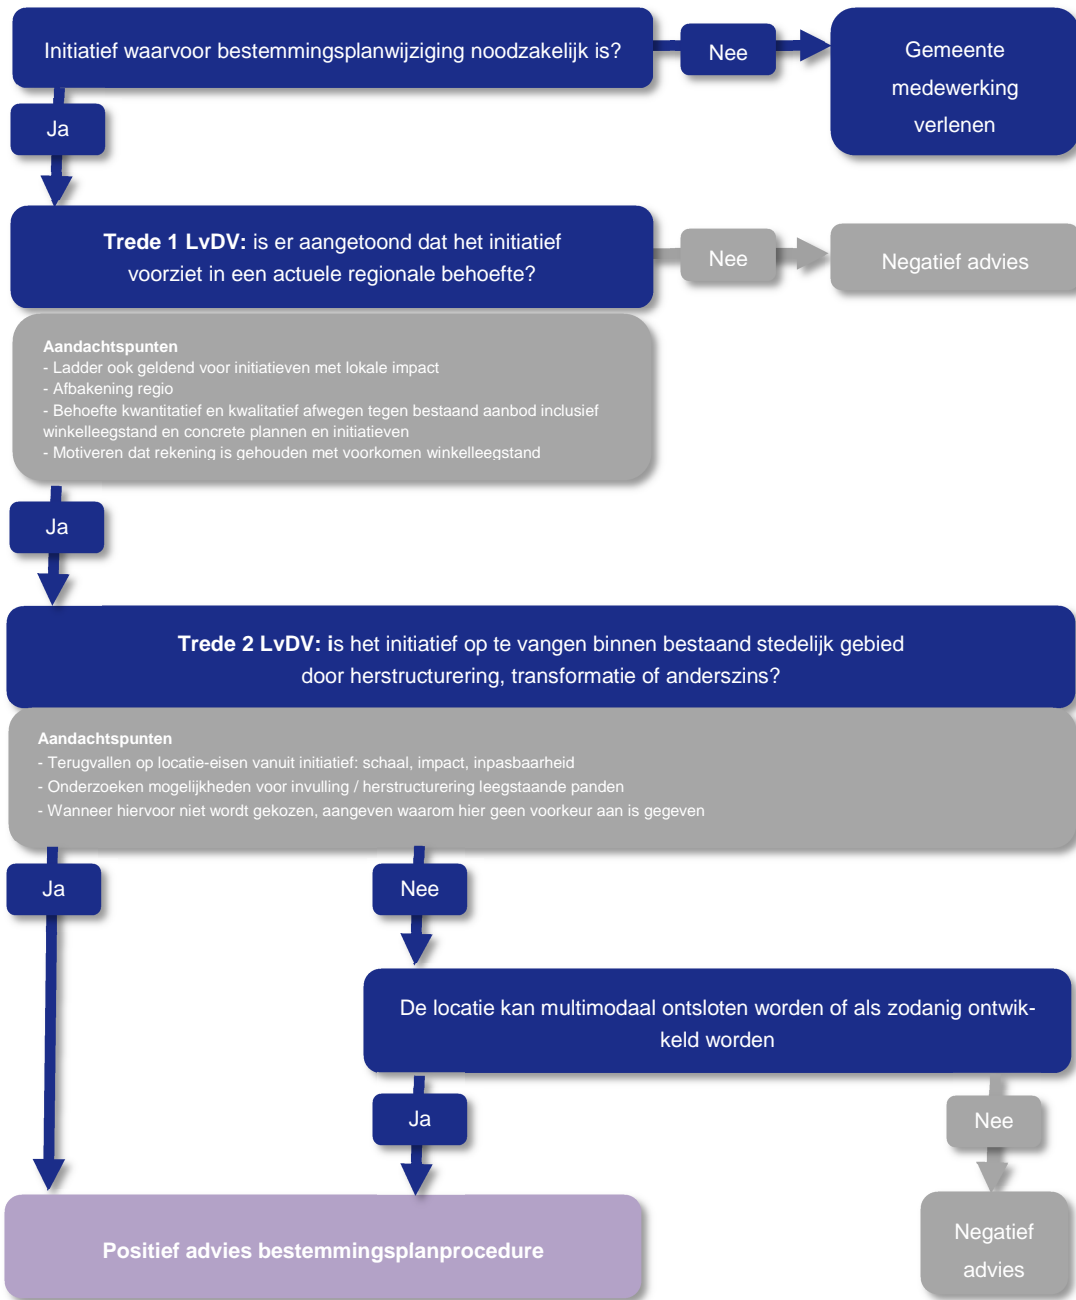 Initiatief waarvoor bestemmingsplanwijziging noodzakelijk is?
Nee
Gemeente
medewerking
verlenen
Ja
Trede 1 LvDV: is er aangetoond dat het initiatief
voorziet in een actuele regionale behoefte?
Nee
Negatief advies
Aandachtspunten
- Ladder ook geldend voor initiatieven met lokale impact
- Afbakening regio
- Behoefte kwantitatief en kwalitatief afwegen tegen bestaand aanbod inclusief
winkelleegstand en concrete plannen en initiatieven
- Motiveren dat rekening is gehouden met voorkomen winkelleegstand
Ja
Trede 2 LvDV: is het initiatief op te vangen binnen bestaand stedelijk gebied
door herstructurering, transformatie of anderszins?
Aandachtspunten
- Terugvallen op locatie-eisen vanuit initiatief: schaal, impact, inpasbaarheid
- Onderzoeken mogelijkheden voor invulling / herstructurering leegstaande panden
- Wanneer hiervoor niet wordt gekozen, aangeven waarom hier geen voorkeur aan is gegeven
Ja
Nee
De locatie kan multimodaal ontsloten worden of als zodanig ontwik-
keld worden
Ja
Nee
Positief advies bestemmingsplanprocedure
Negatief
advies